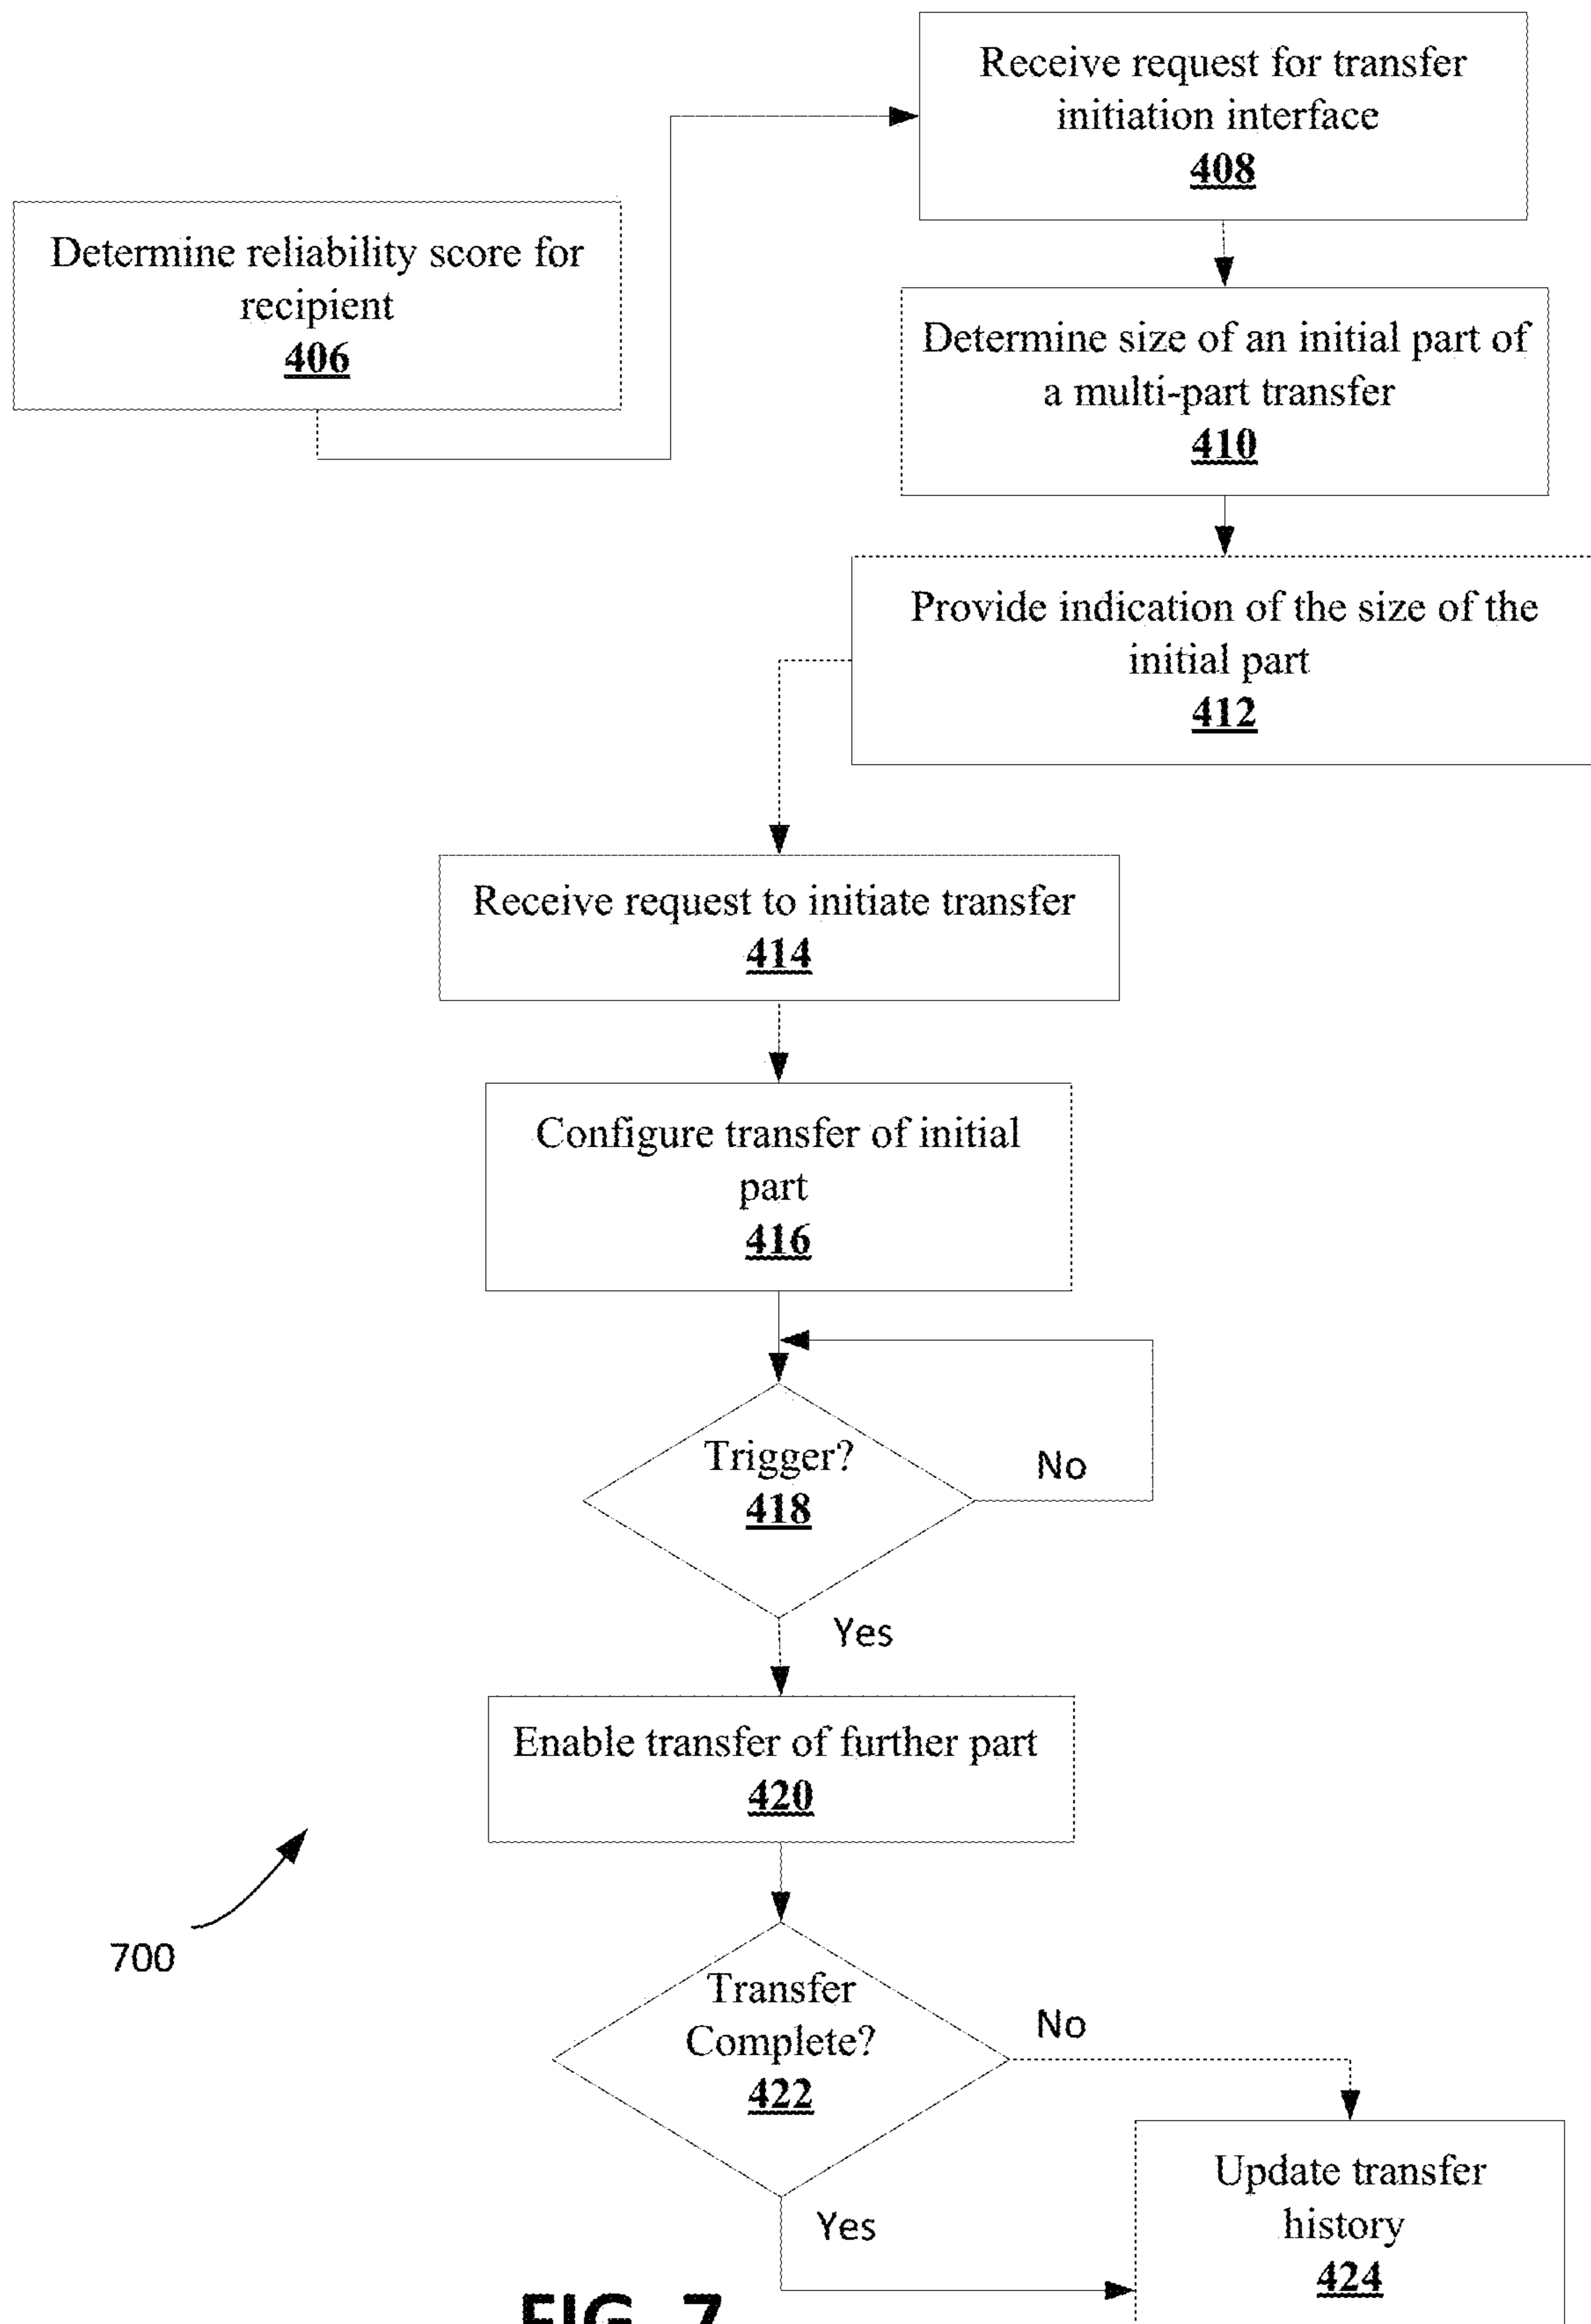 Receive request for transfer
initiation interface
408
Determine reliability score for
recipient
406
Determine size of an initial part of
a multi-part transfer
410
Provide indication of the size of the
initial part
412
Receive request to initiate transfer
414
Configure transfer of initial
part
416
Trigger?
418
No
Yes
Enable transfer of further part
420
700
Transfer
Complete?
422
No
Yes
Update transfer
history
424
FIG. 7